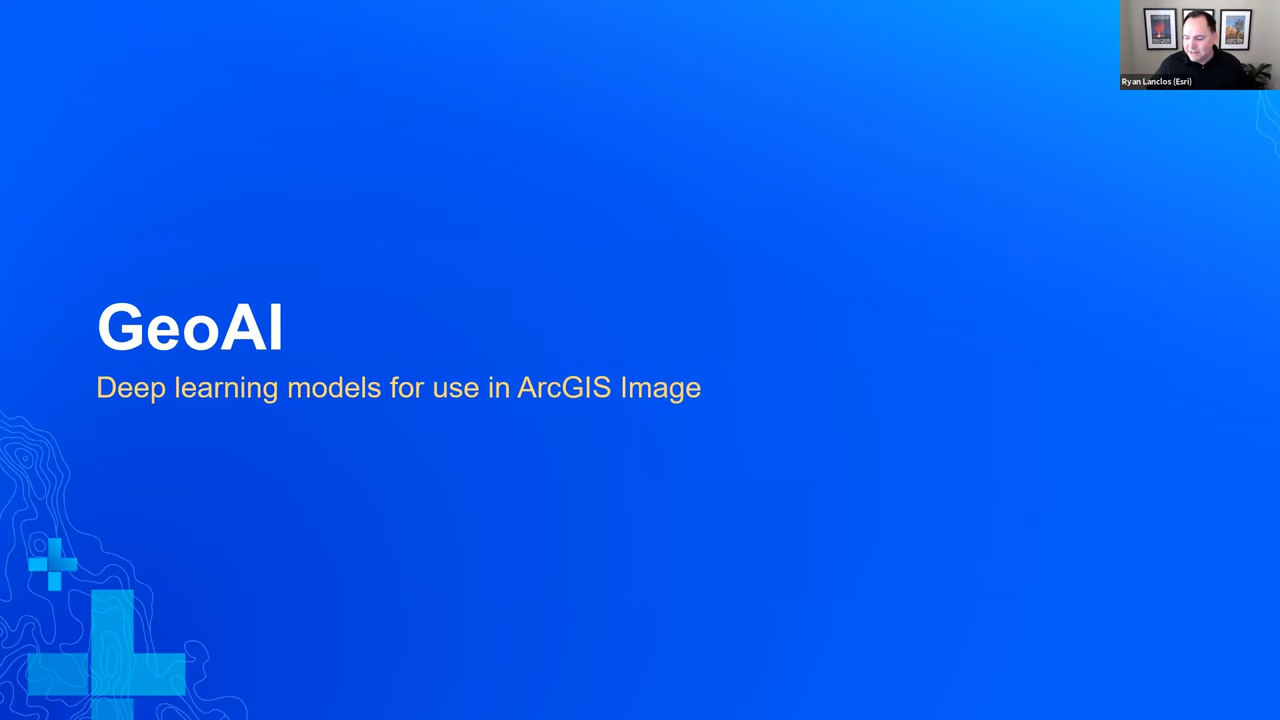 Ryan Lanclos (Esri)
GeoAI
Deep learning models for use in ArcGIS Image